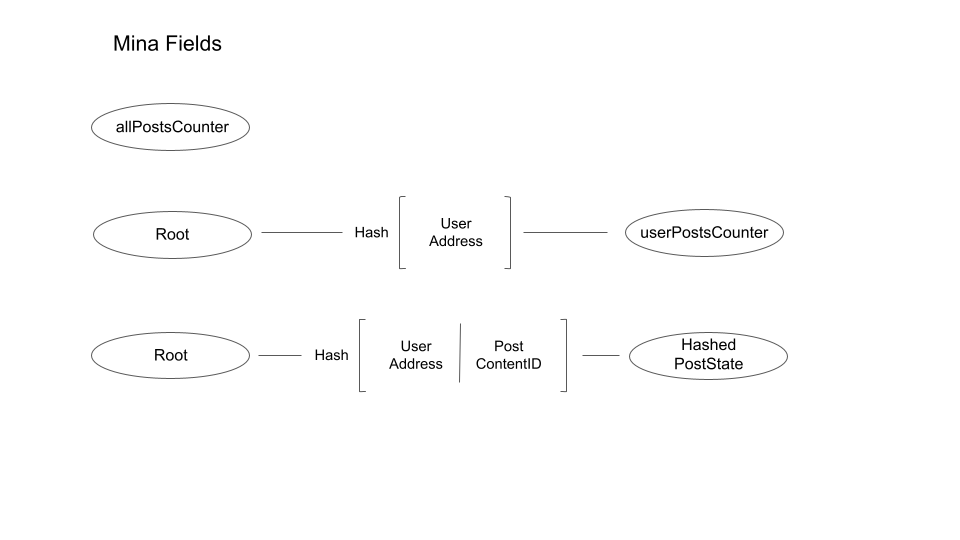 Mina Fields
allPostsCounter
Root
Hash
User
Address
userPostsCounter
Root
Hash
User
Address
Post
ContentID
Hashed
PostState